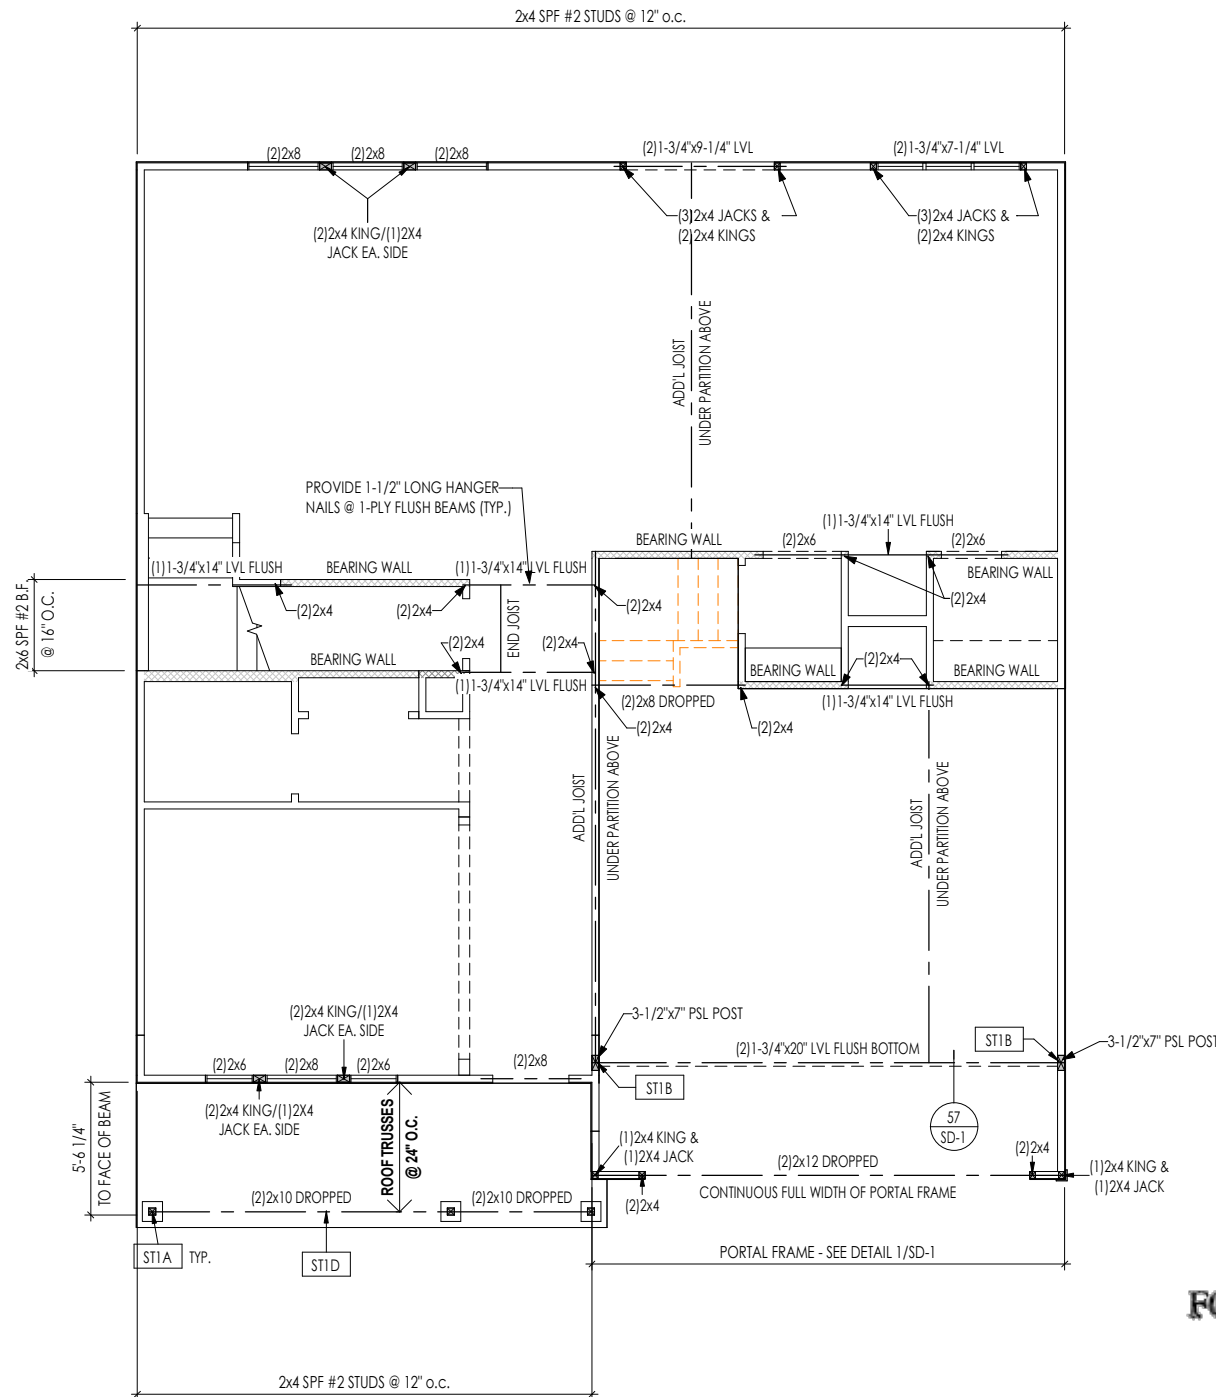 2x4 SPF #2 STUDS @ 12" o.c.
(2)2x8
(2)2x8
(2)2x8
(2)1-3/4"x9-1/4" LVL
(2)1-3/4"x7-1/4" LVL
(2)2x4 KING/(1)2X4
JACK EA. SIDE
(3)2x4 JACKS &
(2)2x4 KINGS
(3)2x4 JACKS &
(2)2x4 KINGS
ADD'L JOIST
UNDER PARTITION ABOVE
PROVIDE 1-1/2" LONG HANGER
NAILS @ 1-PLY FLUSH BEAMS (TYP.)
(1)1-3/4"x14" LVL FLUSH
BEARING WALL
(2)2x6
(2)2x6
BEARING WALL
(1)1-3/4"x14" LVL FLUSH
BEARING WALL
(1)1-3/4"x14" LVL FLUSH
2x6 SPF #2 B.F.
@ 16" O.C.
(2)2x4
(2)2x4
(2)2x4
(2)2x4
END JOIST
(2)2x4
(2)2x4
BEARING WALL
(1)1-3/4"x14" LVL FLUSH
(2)2x8 DROPPED
(2)2x4
BEARING WALL
(2)2x4
BEARING WALL
(2)2x4
(1)1-3/4"x14" LVL FLUSH
ADD'L JOIST
UNDER PARTITION ABOVE
ADD'L JOIST
UNDER PARTITION ABOVE
(2)2x4 KING/(1)2X4
JACK EA. SIDE
3-1/2"x7" PSL POST
(2)1-3/4"x20" LVL FLUSH BOTTOM
ST1B
3-1/2"x7" PSL POST
(2)2x6
(2)2x8
(2)2x6
(2)2x8
ST1B
(2)2x4 KING/(1)2X4
JACK EA. SIDE
57
SD-1
5'-6 1/4"
TO FACE OF BEAM
ROOF TRUSSES
@ 24" O.C.
(1)2x4 KING &
(1)2X4 JACK
(2)2x12 DROPPED
(2)2x4
(1)2x4 KING &
(1)2X4 JACK
CONTINUOUS FULL WIDTH OF PORTAL FRAME
(2)2x10 DROPPED
(2)2x10 DROPPED
(2)2x4
ST1A
TYP.
ST1D
PORTAL FRAME - SEE DETAIL 1/SD-1
2x4 SPF #2 STUDS @ 12" o.c.